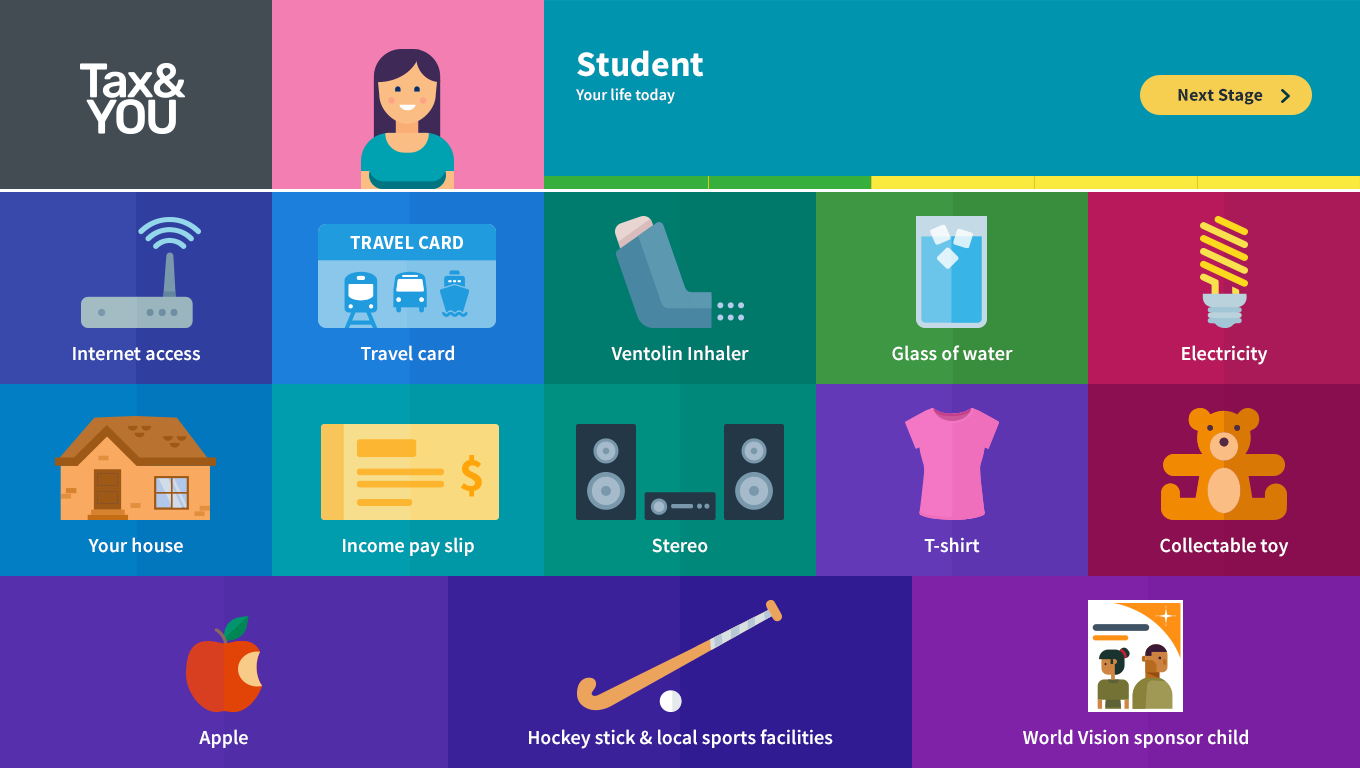 Tax&
YOU
Student
Your life today
Next Stage
TRAVEL CARD
Internet access
Travel card
Ventolin Inhaler
Glass of water
Electricity
$
Your house
Income pay slip
Stereo
T-shirt
Collectable toy
Apple
Hockey stick & local sports facilities
World Vision sponsor child